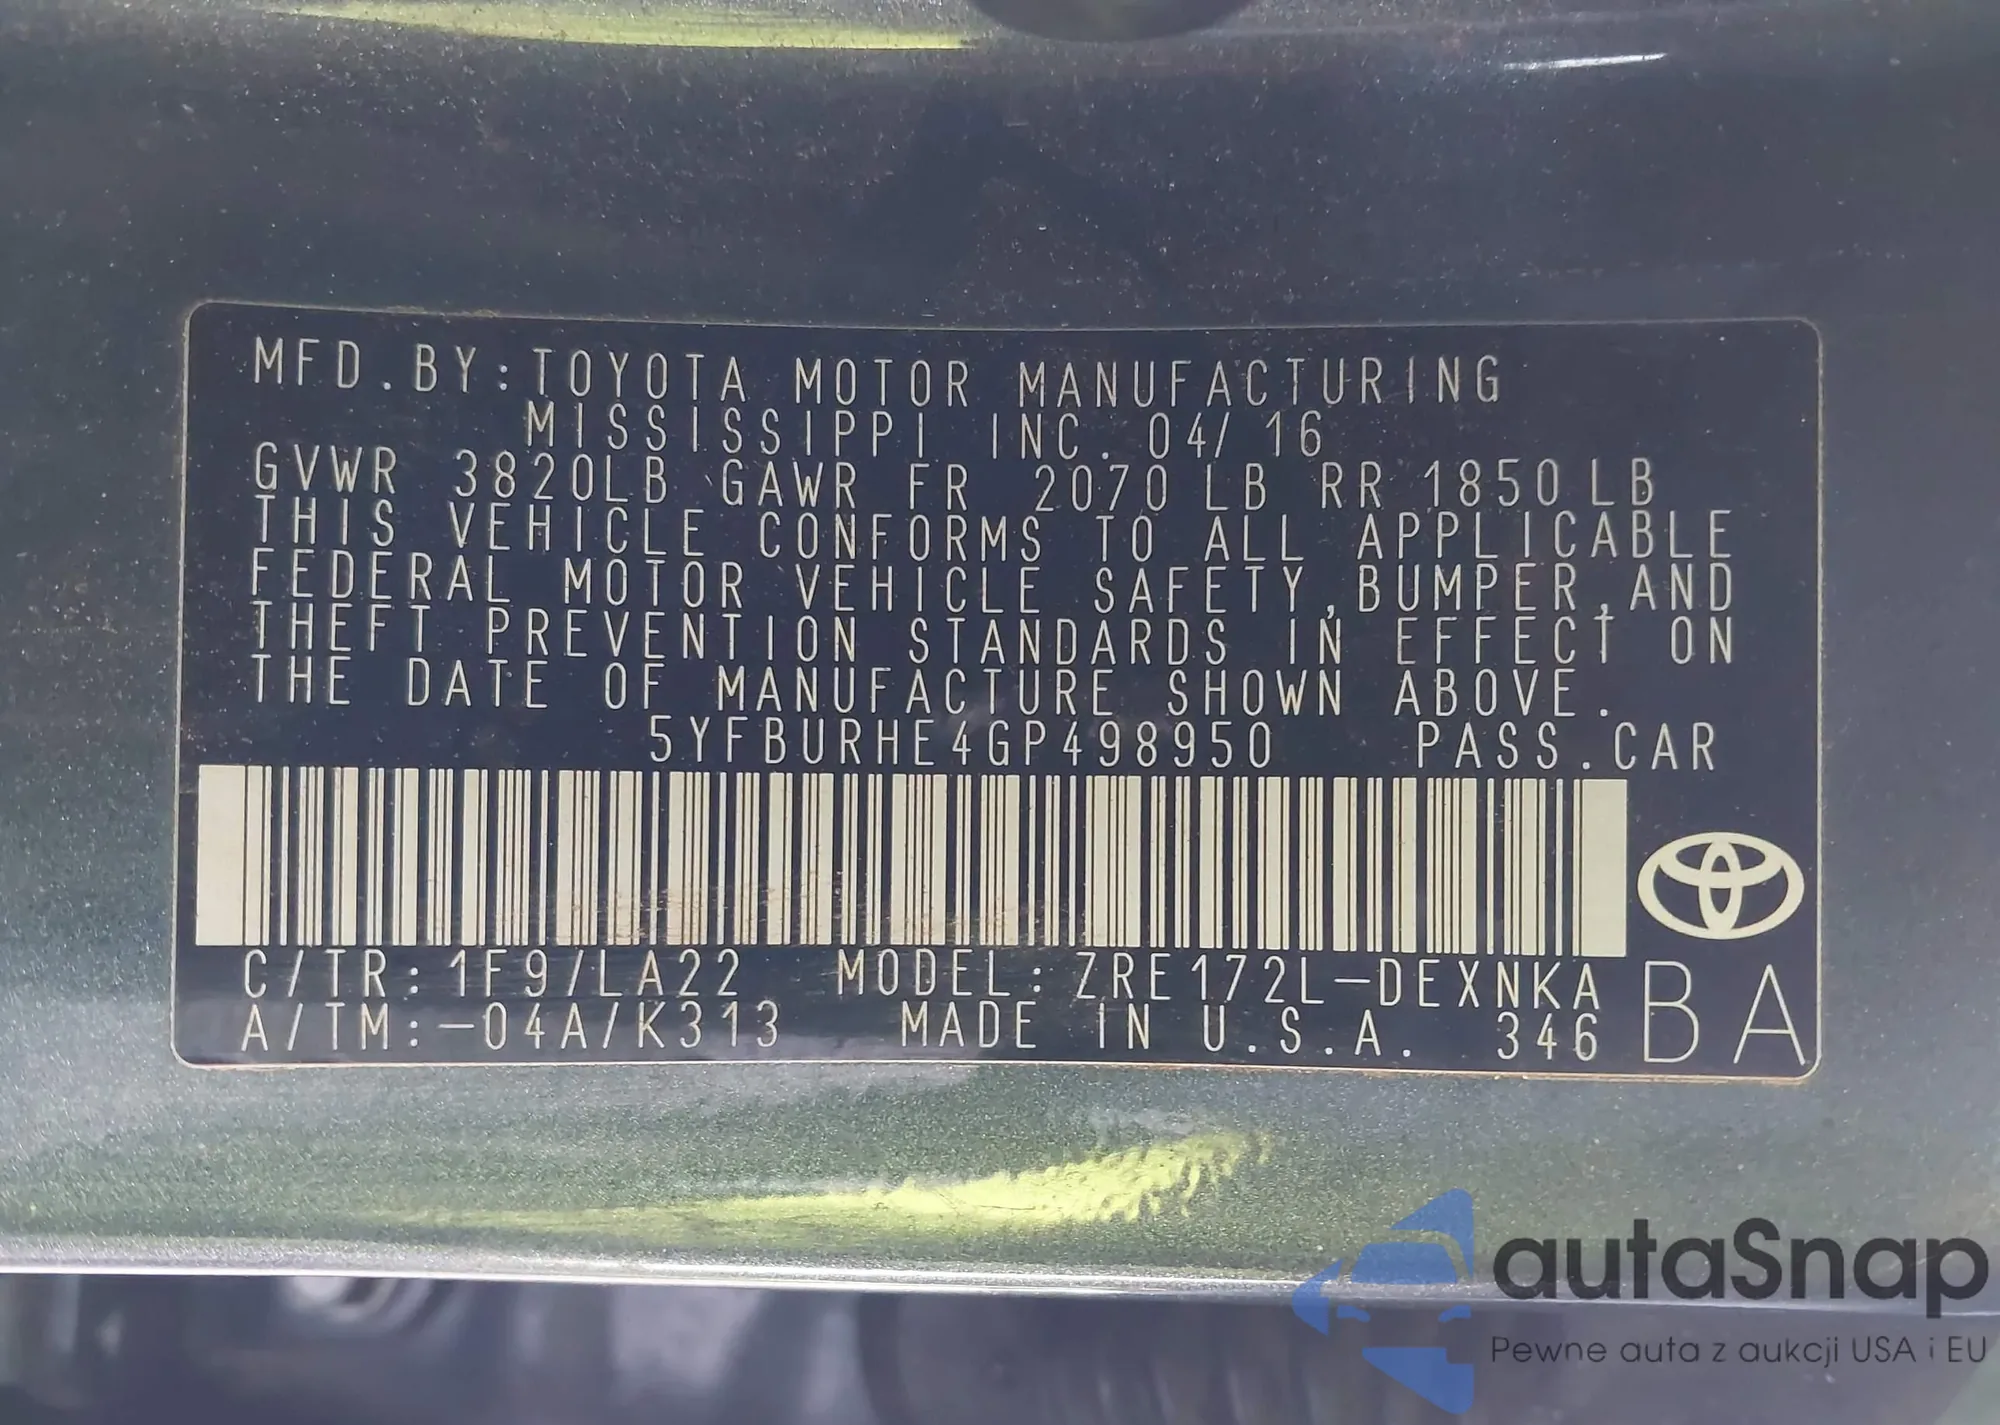 MFD.BY:TOYOTA MOTOR MANUFACTURING
MISSISSIPPI INC. 04/16
GVWR 3820LB GAWR FR 2070 LB RR 1850LB
THIS VEHICLE CONFORMS TO ALL APPLICABLE
FEDERAL MOTOR VEHICLE SAFETY,BUMPER,AND
THEFT PREVENTION STANDARDS IN EFFECT ON
THE DATE OF MANUFACTURE SHOWN ABOVE.
5YFBURHE4GP498950 PASS.CAR
C/TR:1F9/LA22 MODEL:ZRE172L-DEXNKA
A/TM:-04A/K313 MADE IN U.S.A. 346
BA
autaSnap
Pewne auta z aukcji USA i EU